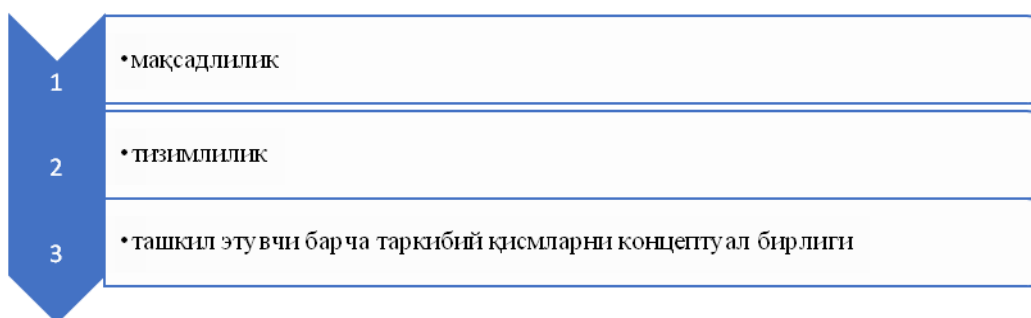 1
•мақсадлилик
2
•тизимлилик
3
•ташкил этувчи барча таркибий қисмларни концептуал бирлиги